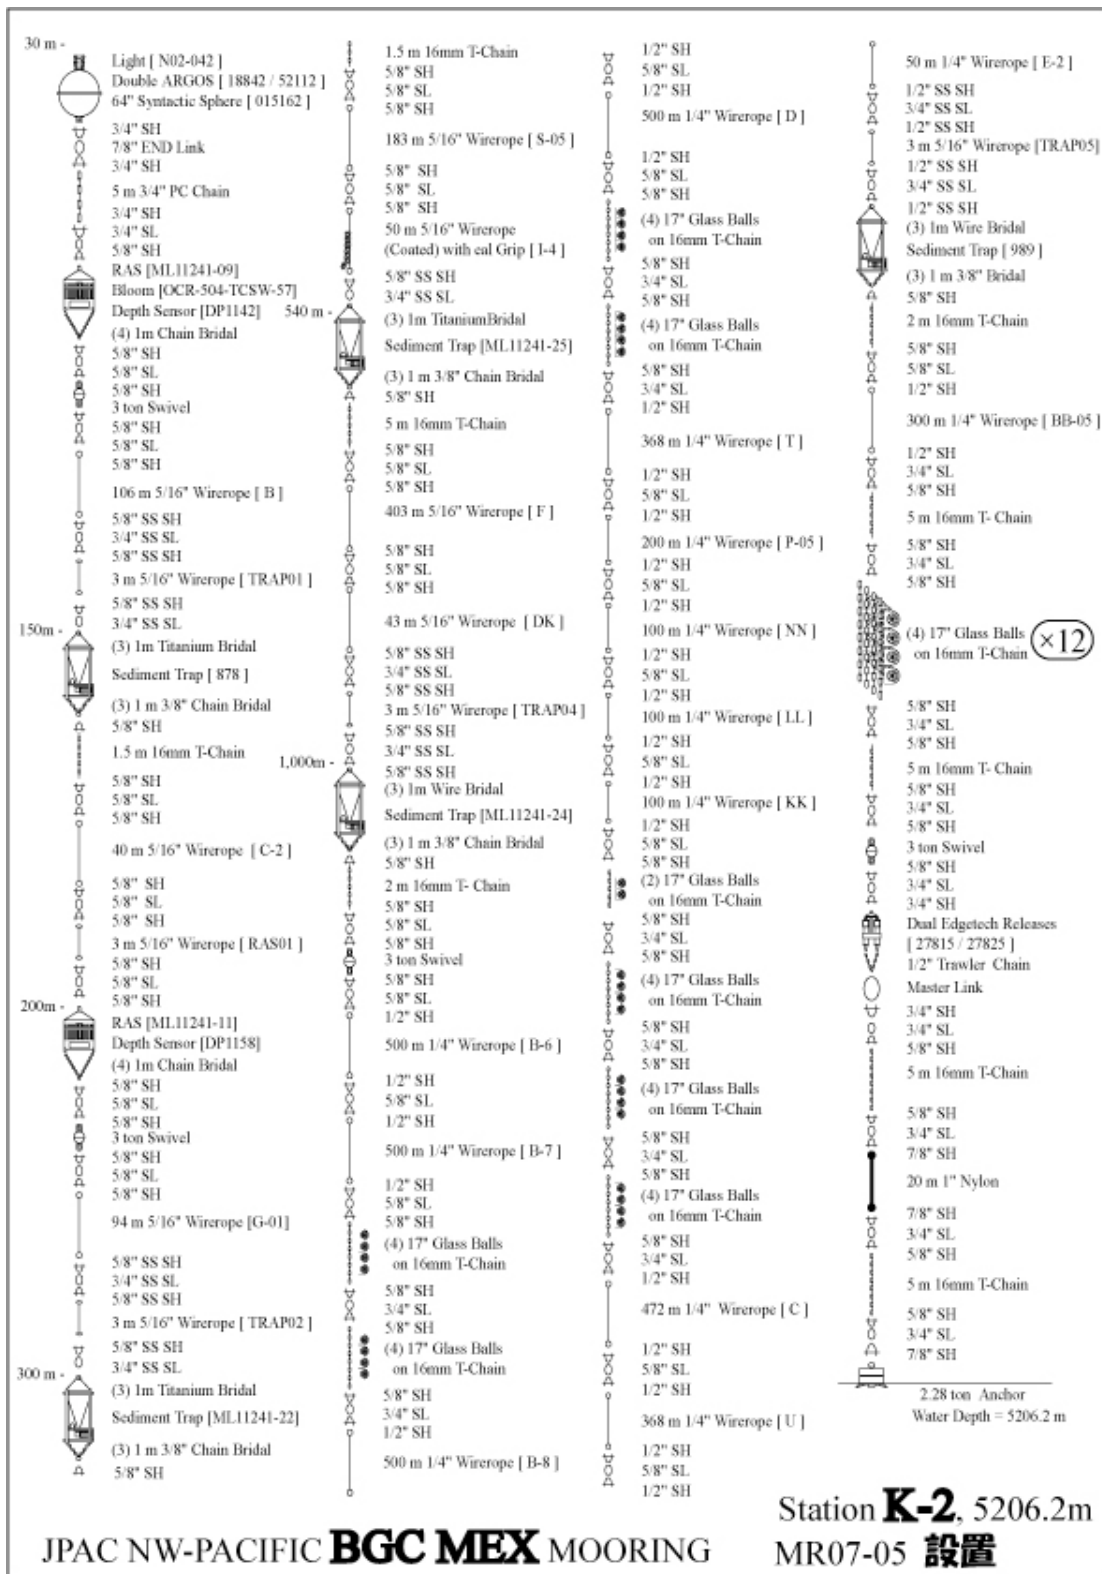 30 m -
Light [ N02-042 ]
Double ARGOS [ 18842 / 52112 ]
64" Syntactic Sphere [ 015162 ]
3/4" SH
7/8" END Link
3/4" SH
5 m 3/4" PC Chain
3/4" SH
3/4" SL
5/8" SH
RAS [ML11241-09]
Bloom [OCR-504-TCSW-57]
Depth Sensor [DP1142]
(4) 1m Chain Bridal
5/8" SH
5/8" SL
5/8" SH
3 ton Swivel
5/8" SH
5/8" SL
5/8" SH
106 m 5/16" Wirerope [ B ]
5/8" SS SH
3/4" SS SL
5/8" SS SH
3 m 5/16" Wirerope [ TRAP01 ]
5/8" SS SH
3/4" SS SL
150m -
(3) 1m Titanium Bridal
Sediment Trap [ 878 ]
(3) 1 m 3/8" Chain Bridal
5/8" SH
1.5 m 16mm T-Chain
5/8" SH
5/8" SL
5/8" SH
40 m 5/16" Wirerope [ C-2 ]
5/8" SH
5/8" SL
5/8" SH
3 m 5/16" Wirerope [ RAS01 ]
5/8" SH
5/8" SL
5/8" SH
200m -
RAS [ML11241-11]
Depth Sensor [DP1158]
(4) 1m Chain Bridal
5/8" SH
5/8" SL
5/8" SH
3 ton Swivel
5/8" SH
5/8" SL
5/8" SH
94 m 5/16" Wirerope [G-01]
5/8" SS SH
3/4" SS SL
5/8" SS SH
3 m 5/16" Wirerope [ TRAP02 ]
5/8" SS SH
3/4" SS SL
300 m -
(3) 1m Titanium Bridal
Sediment Trap [ML11241-22]
(3) 1 m 3/8" Chain Bridal
5/8" SH
1.5 m 16mm T-Chain
5/8" SH
5/8" SL
5/8" SH
183 m 5/16" Wirerope [ S-05 ]
5/8" SH
5/8" SL
5/8" SH
50 m 5/16" Wirerope
(Coated) with eal Grip [ I-4 ]
5/8" SS SH
3/4" SS SL
540 m -
(3) 1m TitaniumBridal
Sediment Trap [ML11241-25]
(3) 1 m 3/8" Chain Bridal
5/8" SH
5 m 16mm T-Chain
5/8" SH
5/8" SL
5/8" SH
403 m 5/16" Wirerope [ F ]
5/8" SH
5/8" SL
5/8" SH
43 m 5/16" Wirerope [ DK ]
5/8" SS SH
3/4" SS SL
5/8" SS SH
3 m 5/16" Wirerope [ TRAP04 ]
5/8" SS SH
3/4" SS SL
1,000m -
5/8" SS SH
(3) 1m Wire Bridal
Sediment Trap [ML11241-24]
(3) 1 m 3/8" Chain Bridal
5/8" SH
2 m 16mm T- Chain
5/8" SH
5/8" SL
5/8" SH
3 ton Swivel
5/8" SH
5/8" SL
1/2" SH
500 m 1/4" Wirerope [ B-6 ]
1/2" SH
5/8" SL
1/2" SH
500 m 1/4" Wirerope [ B-7 ]
1/2" SH
5/8" SL
5/8" SH
(4) 17" Glass Balls
on 16mm T-Chain
5/8" SH
3/4" SL
5/8" SH
(4) 17" Glass Balls
on 16mm T-Chain
5/8" SH
3/4" SL
1/2" SH
500 m 1/4" Wirerope [ B-8 ]
1/2" SH
5/8" SL
1/2" SH
500 m 1/4" Wirerope [ D ]
1/2" SH
5/8" SL
5/8" SH
(4) 17" Glass Balls
on 16mm T-Chain
5/8" SH
3/4" SL
5/8" SH
(4) 17" Glass Balls
on 16mm T-Chain
5/8" SH
3/4" SL
1/2" SH
368 m 1/4" Wirerope [ T ]
1/2" SH
5/8" SL
1/2" SH
200 m 1/4" Wirerope [ P-05 ]
1/2" SH
5/8" SL
1/2" SH
100 m 1/4" Wirerope [ NN ]
1/2" SH
5/8" SL
1/2" SH
100 m 1/4" Wirerope [ LL ]
1/2" SH
5/8" SL
1/2" SH
100 m 1/4" Wirerope [ KK ]
1/2" SH
5/8" SL
5/8" SH
(2) 17" Glass Balls
on 16mm T-Chain
5/8" SH
3/4" SL
5/8" SH
(4) 17" Glass Balls
on 16mm T-Chain
5/8" SH
3/4" SL
5/8" SH
(4) 17" Glass Balls
on 16mm T-Chain
5/8" SH
3/4" SL
5/8" SH
(4) 17" Glass Balls
on 16mm T-Chain
5/8" SH
3/4" SL
1/2" SH
472 m 1/4" Wirerope [ C ]
1/2" SH
5/8" SL
1/2" SH
368 m 1/4" Wirerope [ U ]
1/2" SH
5/8" SL
1/2" SH
50 m 1/4" Wirerope [ E-2 ]
1/2" SS SH
3/4" SS SL
1/2" SS SH
3 m 5/16" Wirerope [TRAP05]
1/2" SS SH
3/4" SS SL
1/2" SS SH
(3) 1m Wire Bridal
Sediment Trap [ 989 ]
(3) 1 m 3/8" Bridal
5/8" SH
2 m 16mm T-Chain
5/8" SH
5/8" SL
1/2" SH
300 m 1/4" Wirerope [ BB-05 ]
1/2" SH
3/4" SL
5/8" SH
5 m 16mm T- Chain
5/8" SH
3/4" SL
5/8" SH
(4) 17" Glass Balls
on 16mm T-Chain
×12
5/8" SH
3/4" SL
5/8" SH
5 m 16mm T- Chain
5/8" SH
3/4" SL
5/8" SH
3 ton Swivel
5/8" SH
3/4" SL
3/4" SH
Dual Edgetech Releases
[ 27815 / 27825 ]
1/2" Trawler Chain
Master Link
3/4" SH
3/4" SL
5/8" SH
5 m 16mm T-Chain
5/8" SH
3/4" SL
7/8" SH
20 m 1" Nylon
7/8" SH
3/4" SL
5/8" SH
5 m 16mm T-Chain
5/8" SH
3/4" SL
7/8" SH
2.28 ton Anchor
Water Depth = 5206.2 m
Station K-2, 5206.2m
JPAC NW-PACIFIC BGC MEX MOORING
MR07-05 設置